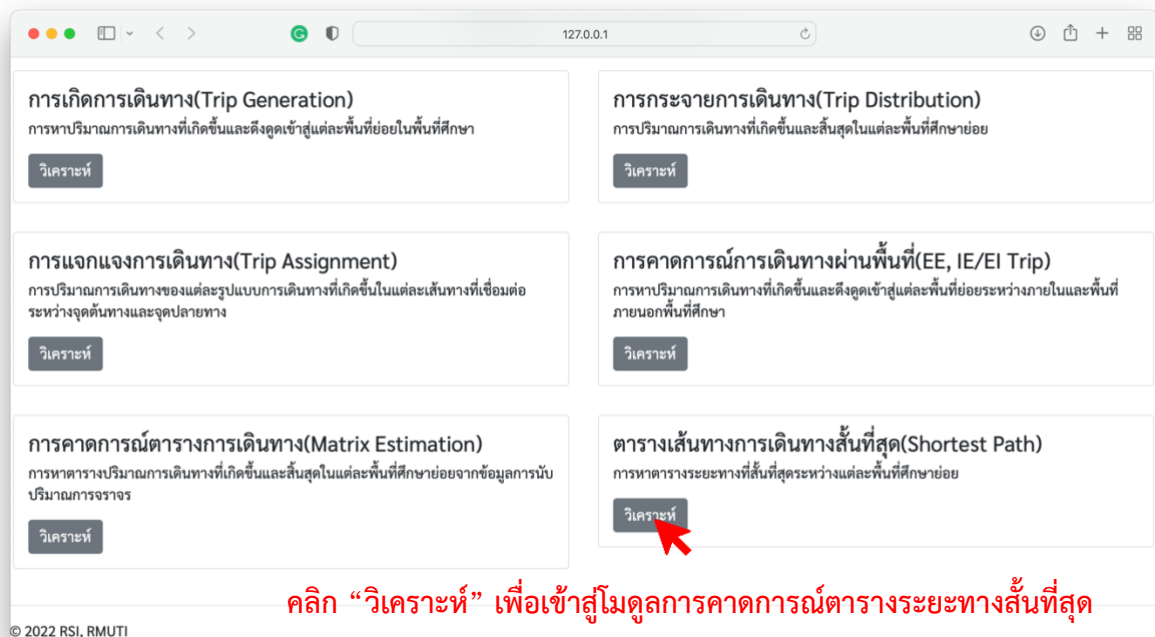 127.0.0.1
การเกิดการเดินทาง(Trip Generation)
การหาปริมาณการเดินทางที่เกิดขึ้นและดึงดูดเข้าสู่แต่ละพื้นที่ย่อยในพื้นที่ศึกษา
วิเคราะห์
การกระจายการเดินทาง(Trip Distribution)
การปริมาณการเดินทางที่เกิดขึ้นและสิ้นสุดในแต่ละพื้นที่ศึกษาย่อย
วิเคราะห์
การแจกแจงการเดินทาง(Trip Assignment)
การปริมาณการเดินทางของแต่ละรูปแบบการเดินทางที่เกิดขึ้นในแต่ละเส้นทางที่เชื่อมต่อ
ระหว่างจุดต้นทางและจุดปลายทาง
วิเคราะห์
การคาดการณ์การเดินทางผ่านพื้นที่(EE, IE/EI Trip)
การหาปริมาณการเดินทางที่เกิดขึ้นและดึงดูดเข้าสู่แต่ละพื้นที่ย่อยระหว่างภายในและพื้นที่
ภายนอกพื้นที่ศึกษา
วิเคราะห์
การคาดการณ์ตารางการเดินทาง(Matrix Estimation)
การหาตารางปริมาณการเดินทางที่เกิดขึ้นและสิ้นสุดในแต่ละพื้นที่ศึกษาย่อยจากข้อมูลการนับ
ปริมาณการจราจร
วิเคราะห์
ตารางเส้นทางการเดินทางสั้นที่สุด(Shortest Path)
การหาตารางระยะทางที่สั้นที่สุดระหว่างแต่ละพื้นที่ศึกษาย่อย
วิเคราะห์
คลิก “วิเคราะห์” เพื่อเข้าสู่โมดูลการคาดการณ์ตารางระยะทางสั้นที่สุด
© 2022 RSI, RMUTI